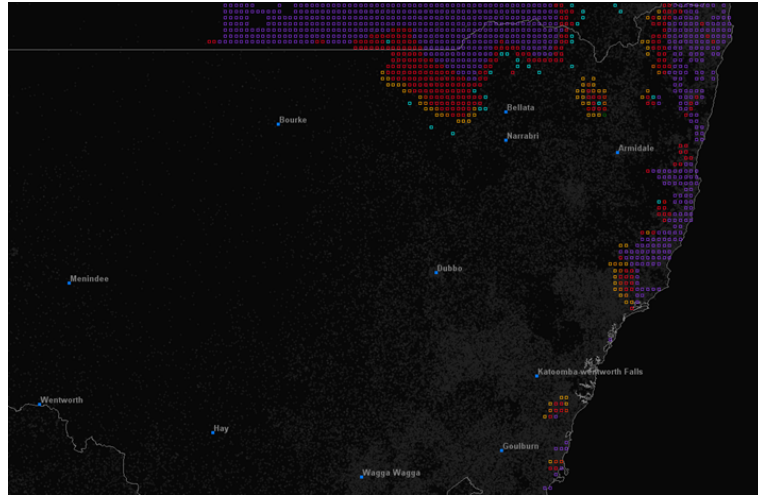 Bellata
Bourke
Narrabri
Armidale
Dubbo
Menindee
Katoomba-wentworth Falls
Wentworth
Hay
Goulburn
Wagga Wagga